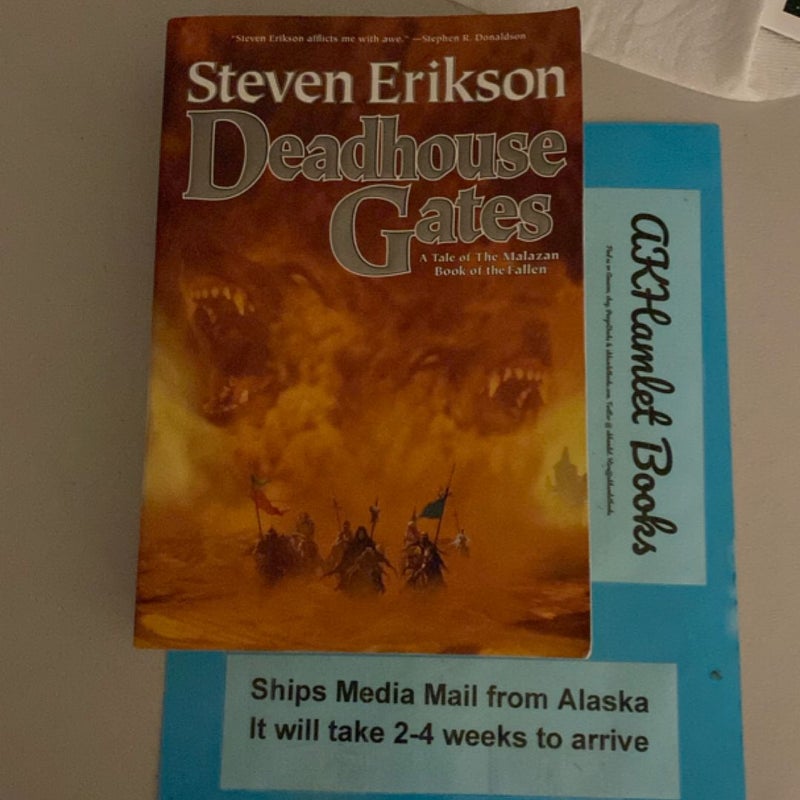 "Steven Erikson afflicts me with awe." —Stephen R. Donaldson
Steven Erikson
Deadhouse
Gates
A Tale of The Malazan
Book of the Fallen
AKHamlet Books
Ships Media Mail from Alaska
It will take 2-4 weeks to arrive